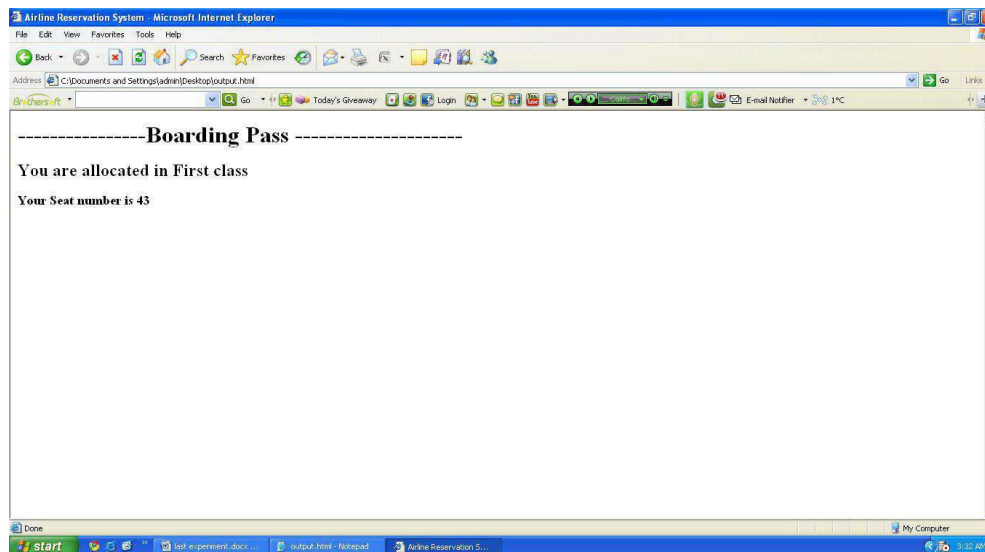 Airline Reservation System - Microsoft Internet Explorer
File Edit View Favorites Tools Help
Back Search Favorites
Address C:\Documents and Settings\admin\Desktop\output.html Go Links
Brothersoft Go Today's Giveaway Login E-mail Notifier 1°C
----------------Boarding Pass ---------------------
You are allocated in First class
Your Seat number is 43
Done My Computer
start last experiment.docx ... output.html - Notepad Airline Reservation S... 3:32 AM